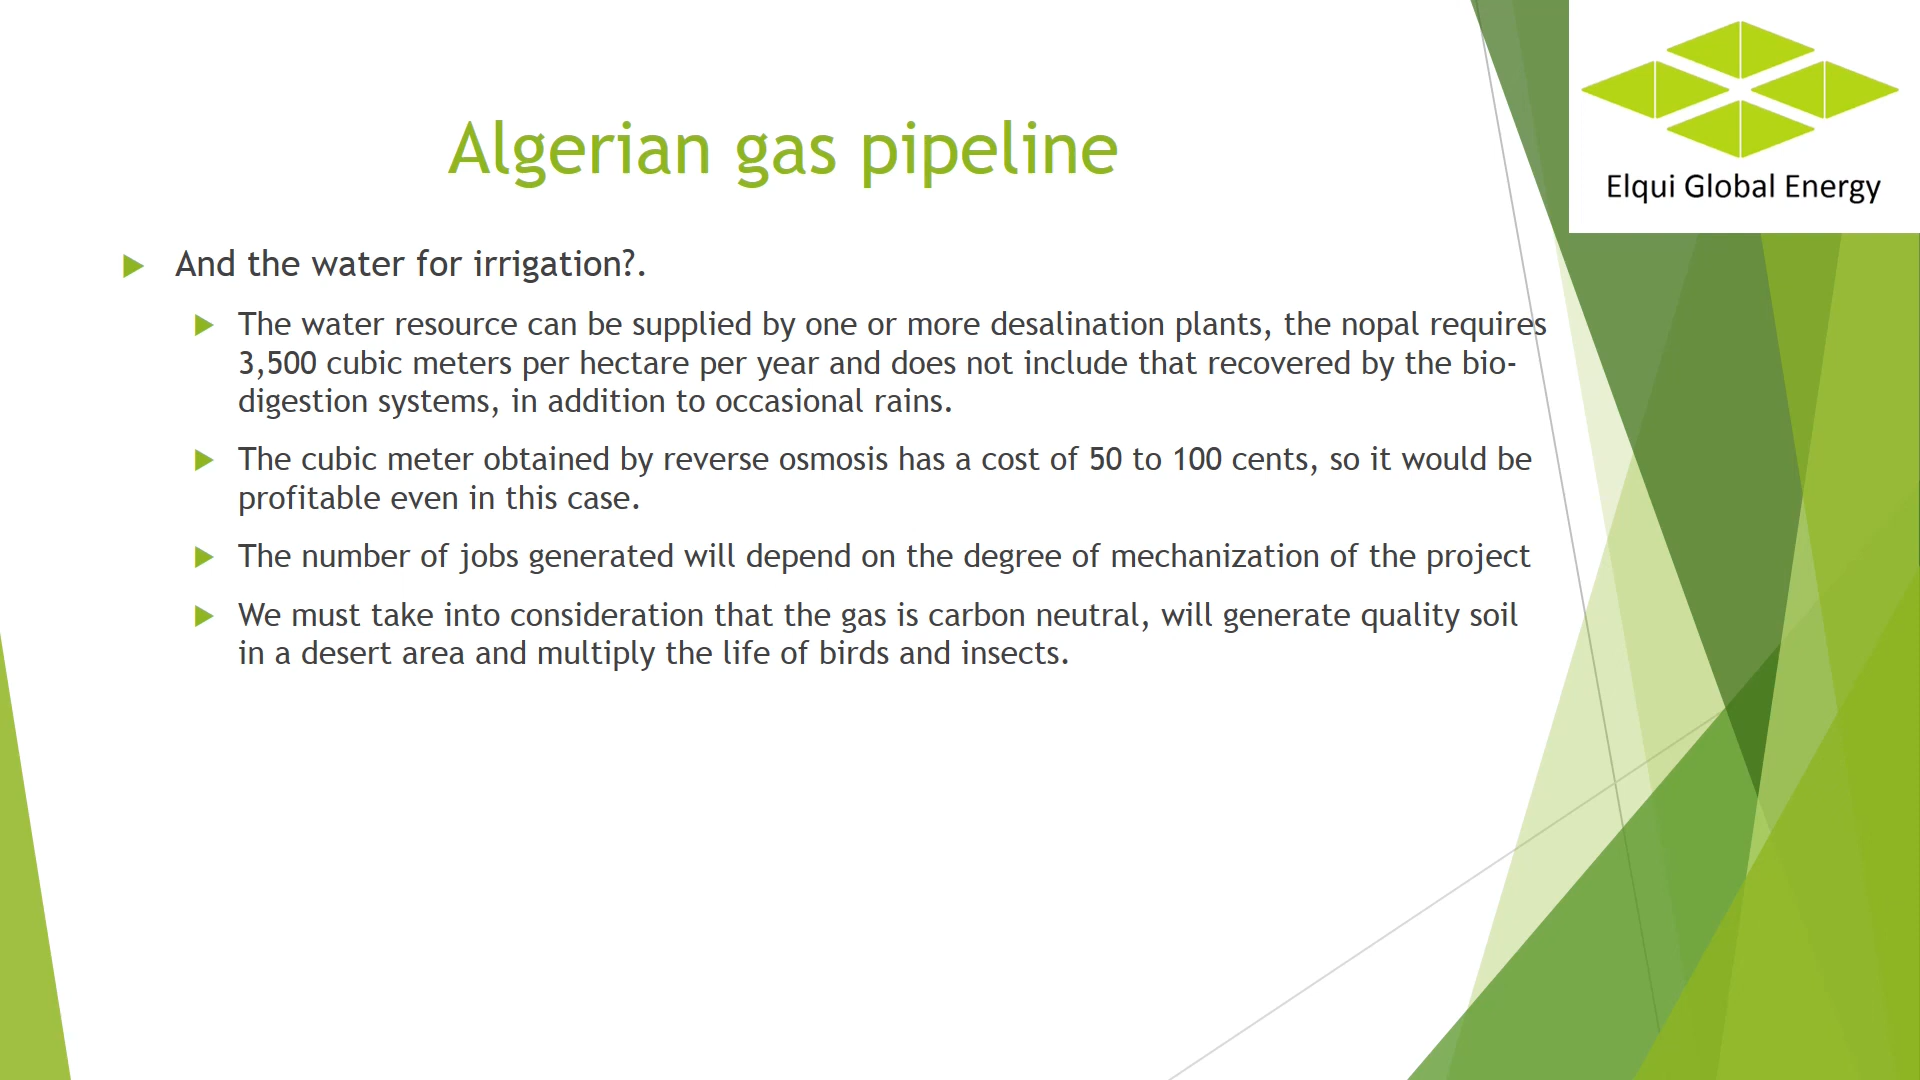 Elqui Global Energy
Algerian gas pipeline
And the water for irrigation?.
The water resource can be supplied by one or more desalination plants, the nopal requires
3,500 cubic meters per hectare per year and does not include that recovered by the bio-
digestion systems, in addition to occasional rains.
The cubic meter obtained by reverse osmosis has a cost of 50 to 100 cents, so it would be
profitable even in this case.
The number of jobs generated will depend on the degree of mechanization of the project
We must take into consideration that the gas is carbon neutral, will generate quality soil
in a desert area and multiply the life of birds and insects.